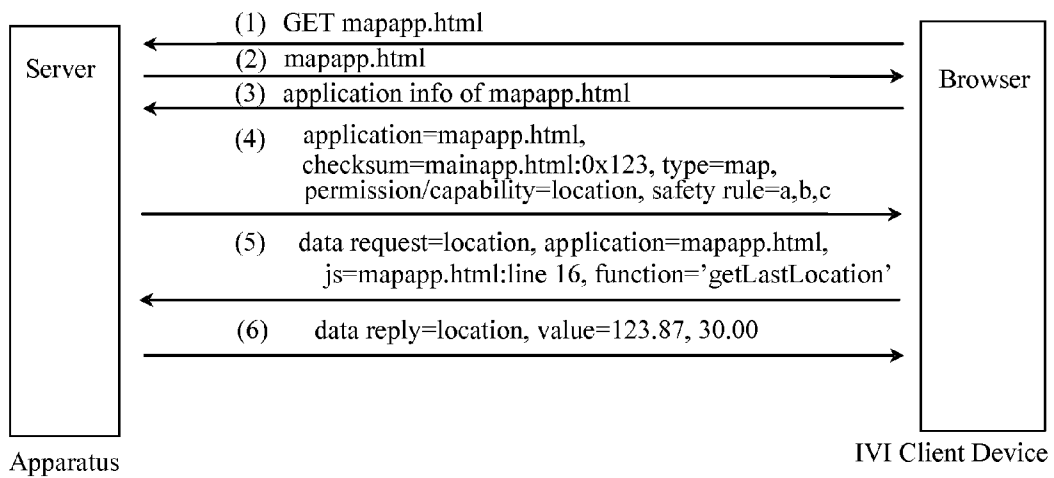 (1) GET mapapp.html
Server
(2) mapapp.html
Browser
(3) application info of mapapp.html
(4) application=mapapp.html,
checksum=mainapp.html:0x123, type=map,
permission/capability=location, safety rule=a,b,c
(5) data request=location, application=mapapp.html,
js=mapapp.html:line 16, function=’getLastLocation’
(6) data reply=location, value=123.87, 30.00
Apparatus
IVI Client Device